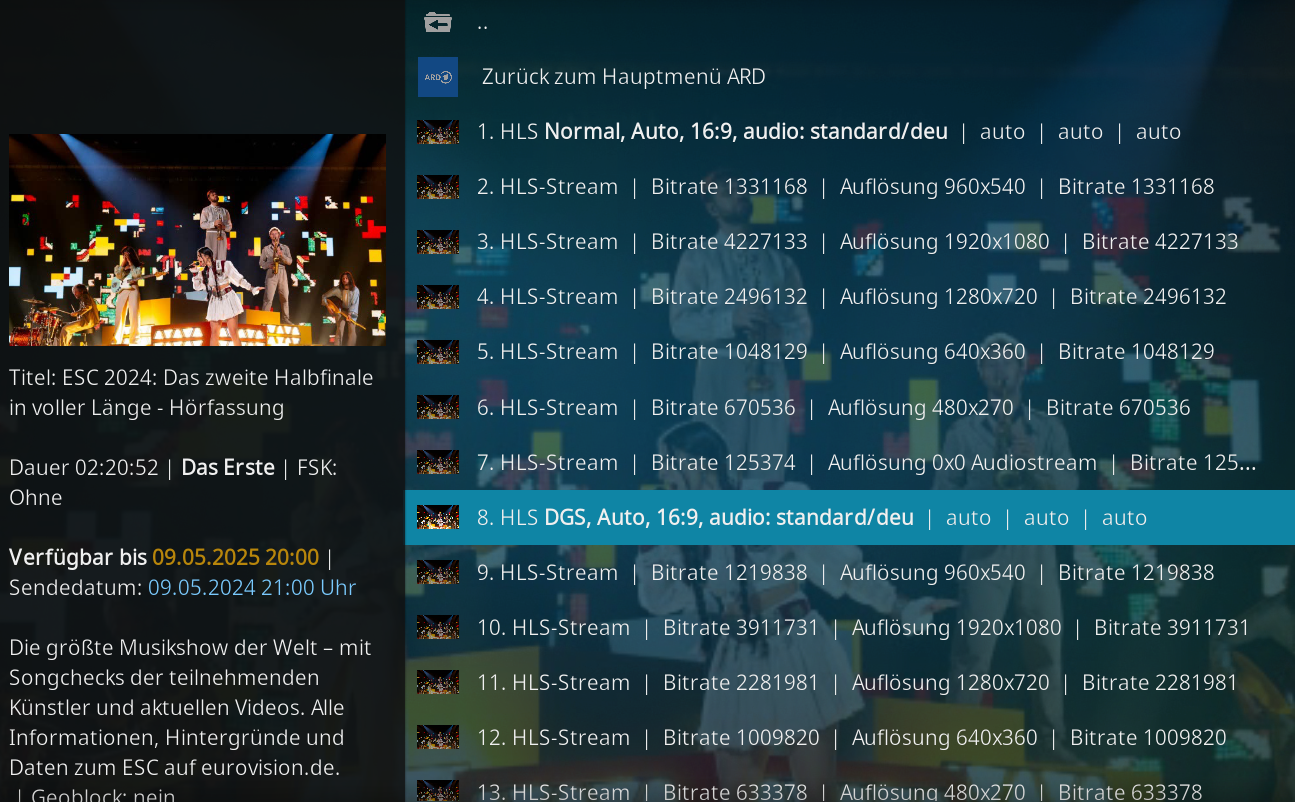 ..
ARD
Zurück zum Hauptmenü ARD
1. HLS Normal, Auto, 16:9, audio: standard/deu | auto | auto | auto
2. HLS-Stream | Bitrate 1331168 | Auflösung 960x540 | Bitrate 1331168
3. HLS-Stream | Bitrate 4227133 | Auflösung 1920x1080 | Bitrate 4227133
4. HLS-Stream | Bitrate 2496132 | Auflösung 1280x720 | Bitrate 2496132
5. HLS-Stream | Bitrate 1048129 | Auflösung 640x360 | Bitrate 1048129
6. HLS-Stream | Bitrate 670536 | Auflösung 480x270 | Bitrate 670536
7. HLS-Stream | Bitrate 125374 | Auflösung 0x0 Audiostream | Bitrate 125...
8. HLS DGS, Auto, 16:9, audio: standard/deu | auto | auto | auto
9. HLS-Stream | Bitrate 1219838 | Auflösung 960x540 | Bitrate 1219838
10. HLS-Stream | Bitrate 3911731 | Auflösung 1920x1080 | Bitrate 3911731
11. HLS-Stream | Bitrate 2281981 | Auflösung 1280x720 | Bitrate 2281981
12. HLS-Stream | Bitrate 1009820 | Auflösung 640x360 | Bitrate 1009820
13. HLS-Stream | Bitrate 633378 | Auflösung 480x270 | Bitrate 633378
Titel: ESC 2024: Das zweite Halbfinale
in voller Länge - Hörfassung
Dauer 02:20:52 | Das Erste | FSK:
Ohne
Verfügbar bis 09.05.2025 20:00 |
Sendedatum: 09.05.2024 21:00 Uhr
Die größte Musikshow der Welt – mit
Songchecks der teilnehmenden
Künstler und aktuellen Videos. Alle
Informationen, Hintergründe und
Daten zum ESC auf eurovision.de.
| Geoblock: nein